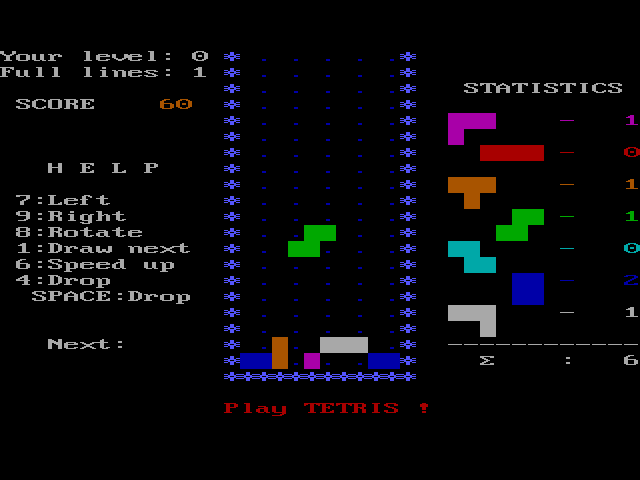 Your level: 0
Full lines: 1
SCORE 60
STATISTICS
- 1
- 0
- 1
- 1
- 0
- 2
- 1
Σ : 6
H E L P
7:Left
9:Right
8:Rotate
1:Draw next
6:Speed up
4:Drop
SPACE:Drop
Next:
Play TETRIS !